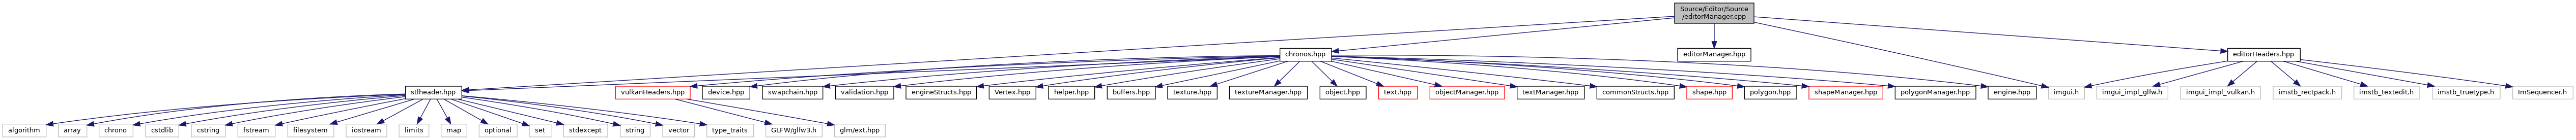 Source/Editor/Source
/editorManager.cpp
chronos.hpp
editorManager.hpp
editorHeaders.hpp
stlheader.hpp
vulkanHeaders.hpp
device.hpp
swapchain.hpp
validation.hpp
engineStructs.hpp
Vertex.hpp
helper.hpp
buffers.hpp
texture.hpp
textureManager.hpp
object.hpp
text.hpp
objectManager.hpp
textManager.hpp
commonStructs.hpp
shape.hpp
polygon.hpp
shapeManager.hpp
polygonManager.hpp
engine.hpp
imgui.h
imgui_impl_glfw.h
imgui_impl_vulkan.h
imstb_rectpack.h
imstb_textedit.h
imstb_truetype.h
ImSequencer.h
algorithm
array
chrono
cstdlib
cstring
fstream
filesystem
iostream
limits
map
optional
set
stdexcept
string
vector
type_traits
GLFW/glfw3.h
glm/ext.hpp